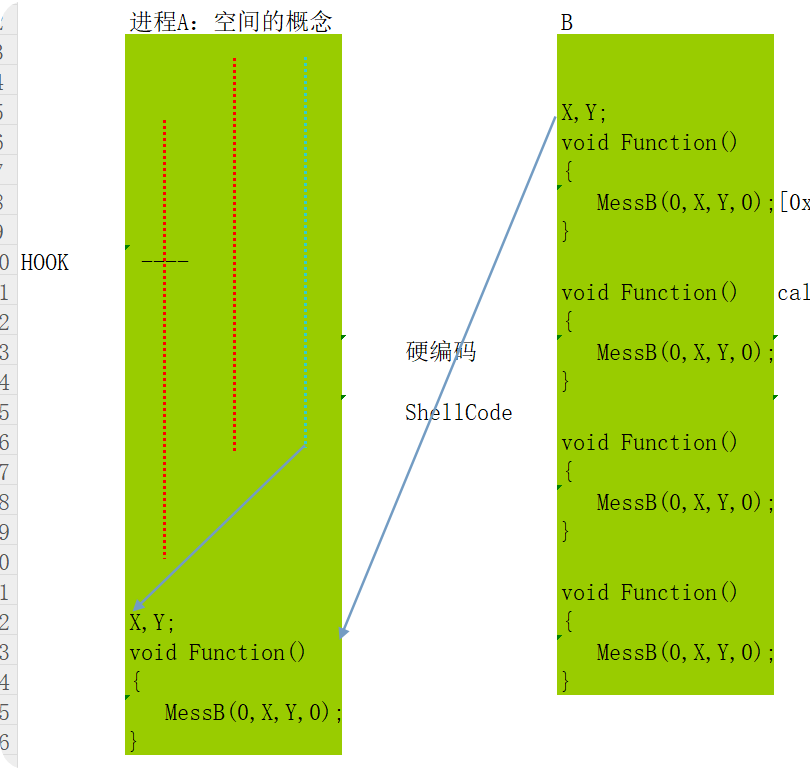 进程A：空间的概念
B
X,Y;
void Function()
{
MessB(0,X,Y,0);[0x
}
HOOK
----
void Function()
cal
{
硬编码
MessB(0,X,Y,0);
}
ShellCode
void Function()
{
MessB(0,X,Y,0);
}
void Function()
{
MessB(0,X,Y,0);
}
X,Y;
void Function()
{
MessB(0,X,Y,0);
}